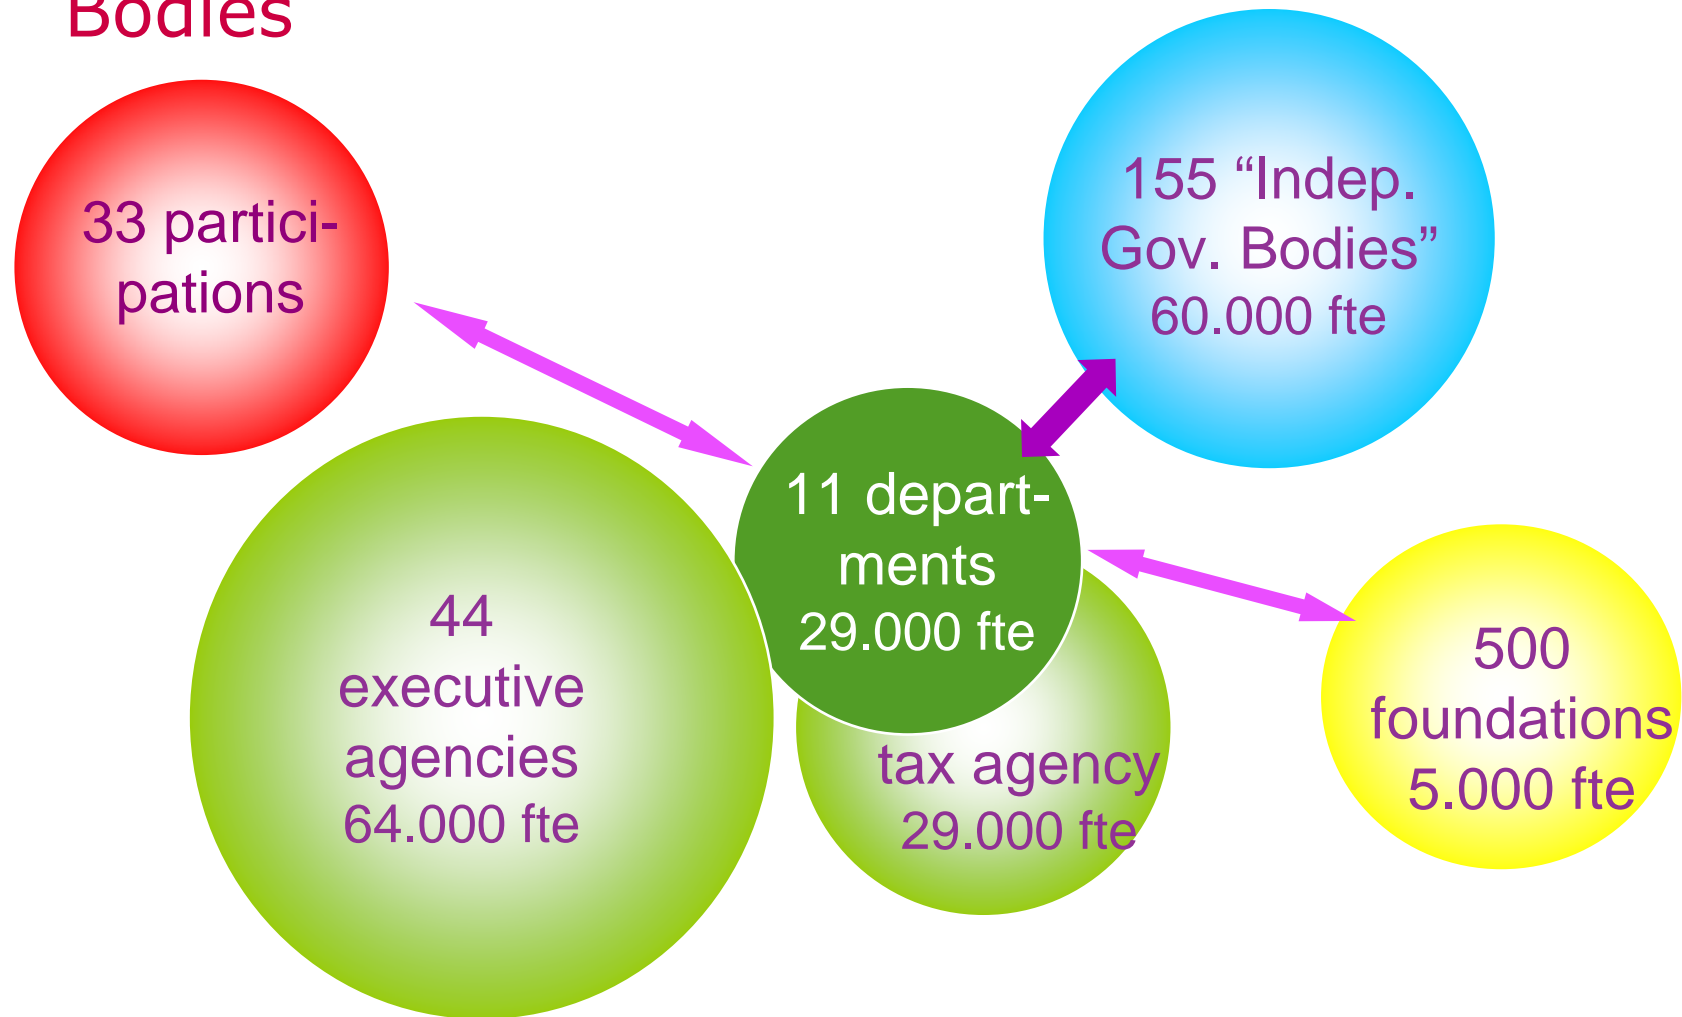 Bodies
33 partici-
pations
155 “Indep.
Gov. Bodies”
60.000 fte
11 depart-
ments
29.000 fte
44
executive
agencies
64.000 fte
tax agency
29.000 fte
500
foundations
5.000 fte